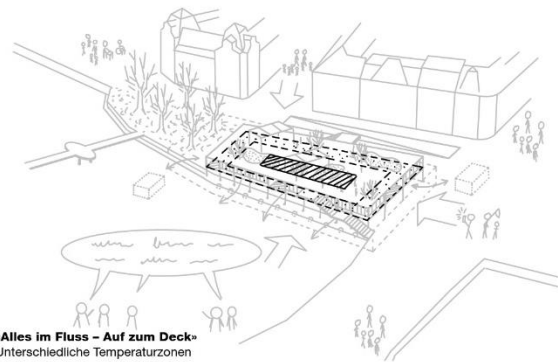 Alles im Fluss – Auf zum Deck»
Unterschiedliche Temperaturzonen